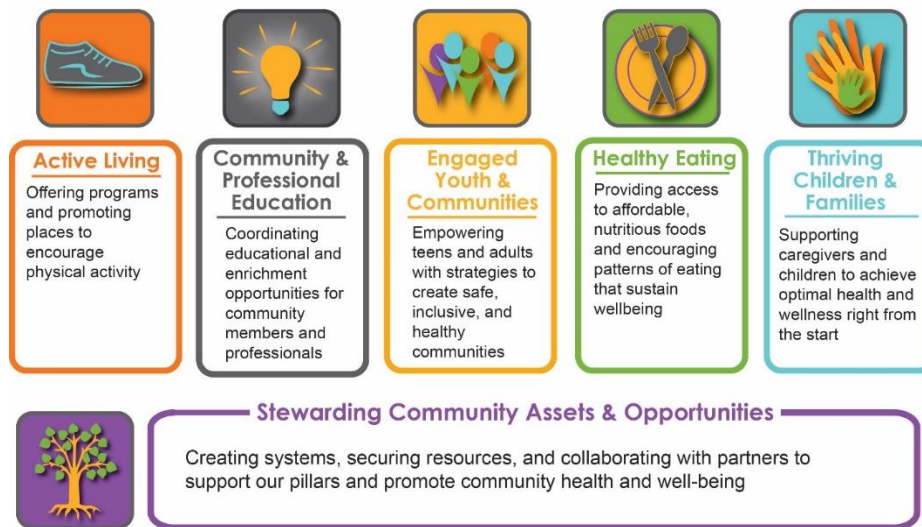 Active Living
Offering programs
and promoting
places to
encourage
physical activity
Community &
Professional
Education
Coordinating
educational and
enrichment
opportunities for
community
members and
professionals
Engaged
Youth &
Communities
Empowering
teens and adults
with strategies to
create safe,
inclusive, and
healthy
communities
Healthy Eating
Providing access
to affordable,
nutritious foods
and encouraging
patterns of eating
that sustain
wellbeing
Thriving
Children &
Families
Supporting
caregivers and
children to achieve
optimal health and
wellness right from
the start
Stewarding Community Assets & Opportunities
Creating systems, securing resources, and collaborating with partners to
support our pillars and promote community health and well-being